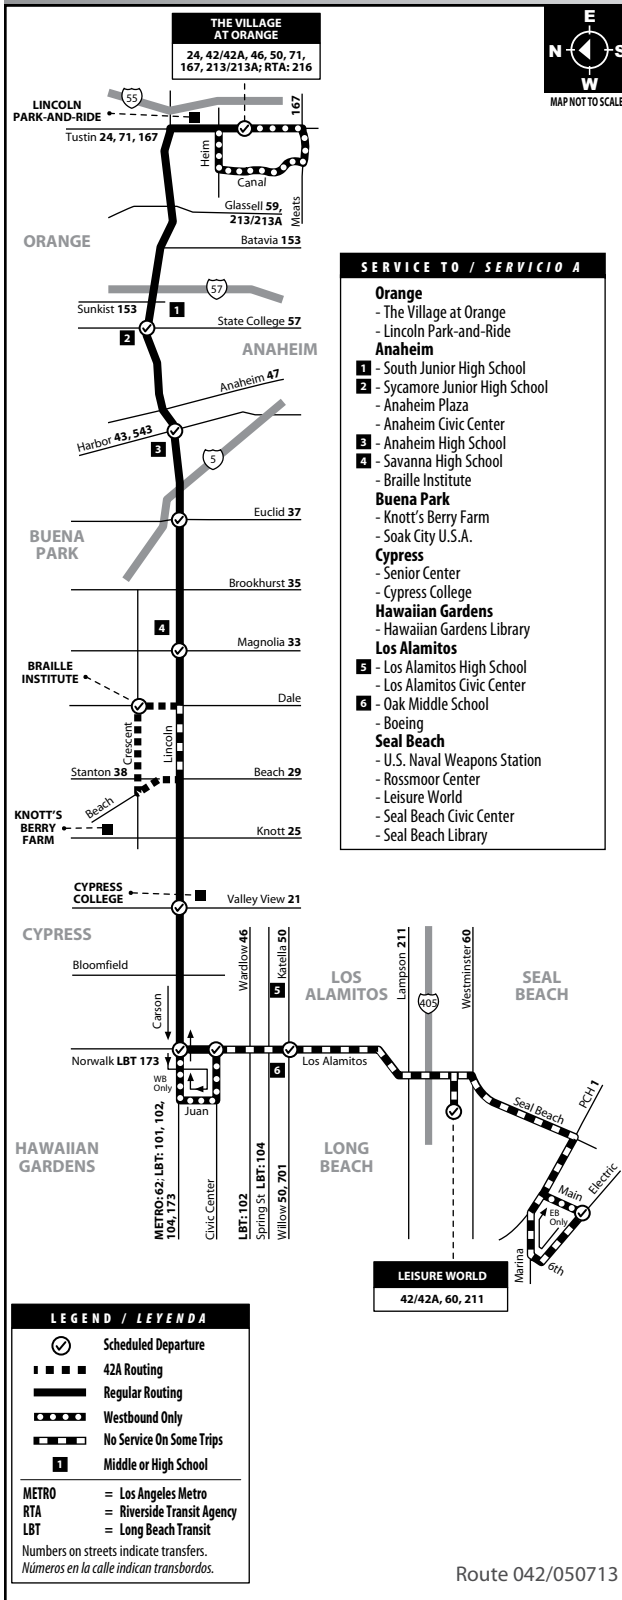 THE VILLAGE
AT ORANGE
24, 42/42A, 46, 50, 71,
167, 213/213A; RTA: 216
E
N
S
W
MAP NOT TO SCALE
55
LINCOLN
PARK-AND-RIDE
167
Tustin 24, 71, 167
Heim
Canal
Meats
Glassell 59,
213/213A
ORANGE
Batavia 153
57
Sunkist 153
1
State College 57
2
ANAHEIM
Anaheim 47
Harbor 43, 543
3
5
Euclid 37
BUENA
PARK
Brookhurst 35
4
Magnolia 33
BRAILLE
INSTITUTE
Dale
Crescent
Lincoln
Stanton 38
Beach 29
Beach
KNOTT'S
BERRY
FARM
Knott 25
CYPRESS
COLLEGE
Valley View 21
CYPRESS
Bloomfield
Carson
Wardlow 46
Katella 50
5
LOS
ALAMITOS
Lampson 211
405
Westminster 60
SEAL
BEACH
Norwalk LBT 173
WB
Only
Juan
6
Los Alamitos
Seal Beach
PCH 1
HAWAIIAN
GARDENS
METRO: 62; LBT: 101, 102,
104, 173
Civic Center
LBT: 102
Spring St LBT: 104
Willow 50, 701
LONG
BEACH
Main
Electric
EB
Only
Marina
6th
LEISURE WORLD
42/42A, 60, 211
SERVICE TO / SERVICIO A
Orange
- The Village at Orange
- Lincoln Park-and-Ride
Anaheim
1 - South Junior High School
2 - Sycamore Junior High School
- Anaheim Plaza
- Anaheim Civic Center
3 - Anaheim High School
4 - Savanna High School
- Braille Institute
Buena Park
- Knott's Berry Farm
- Soak City U.S.A.
Cypress
- Senior Center
- Cypress College
Hawaiian Gardens
- Hawaiian Gardens Library
Los Alamitos
5 - Los Alamitos High School
- Los Alamitos Civic Center
6 - Oak Middle School
- Boeing
Seal Beach
- U.S. Naval Weapons Station
- Rossmoor Center
- Leisure World
- Seal Beach Civic Center
- Seal Beach Library
LEGEND / LEYENDA
Scheduled Departure
42A Routing
Regular Routing
Westbound Only
No Service On Some Trips
1 Middle or High School
METRO = Los Angeles Metro
RTA = Riverside Transit Agency
LBT = Long Beach Transit
Numbers on streets indicate transfers.
Números en la calle indican transbordos.
Route 042/050713